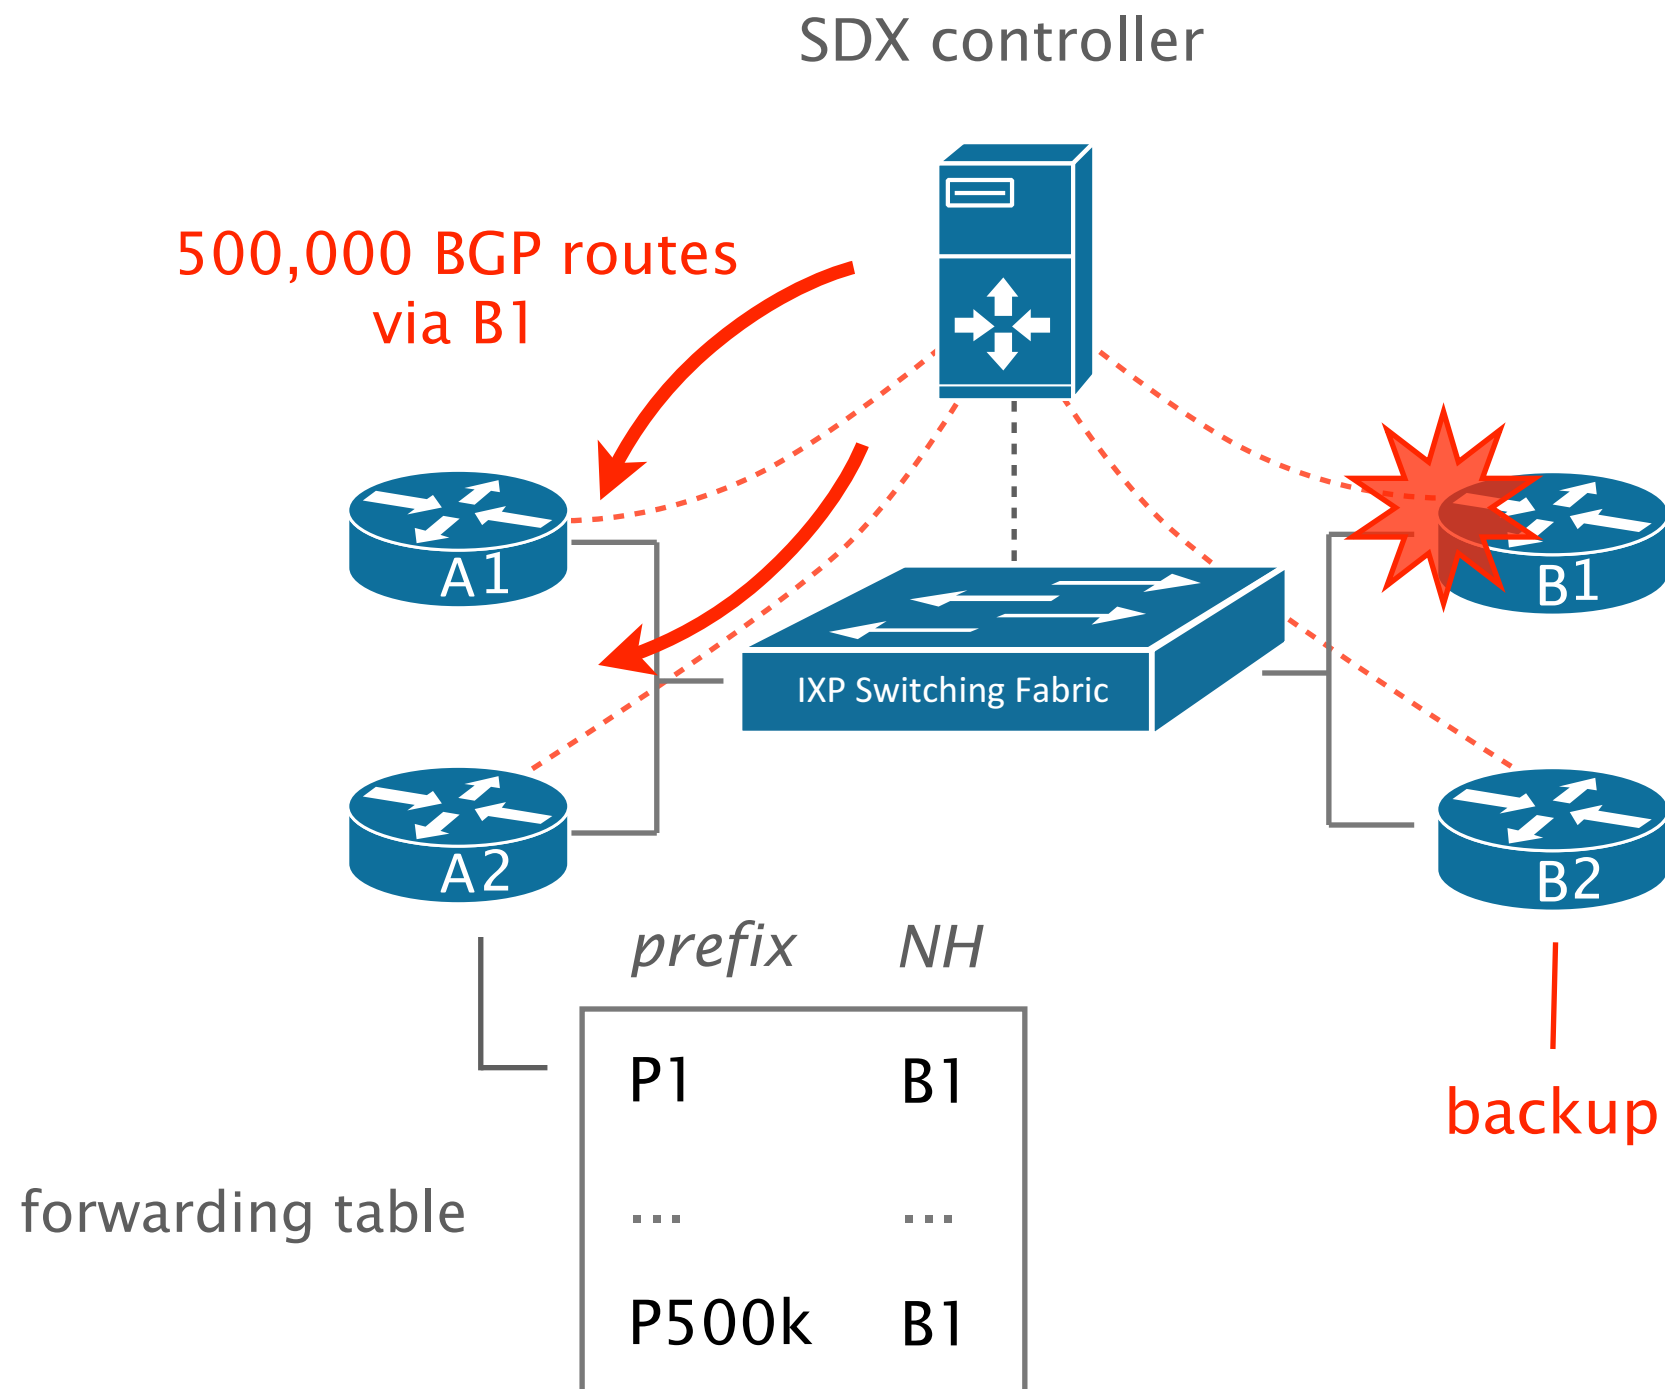 SDX controller
500,000 BGP routes
via B1
A1
B1
IXP Switching Fabric
A2
B2
prefix NH
P1 B1
backup
forwarding table
... ...
P500k B1